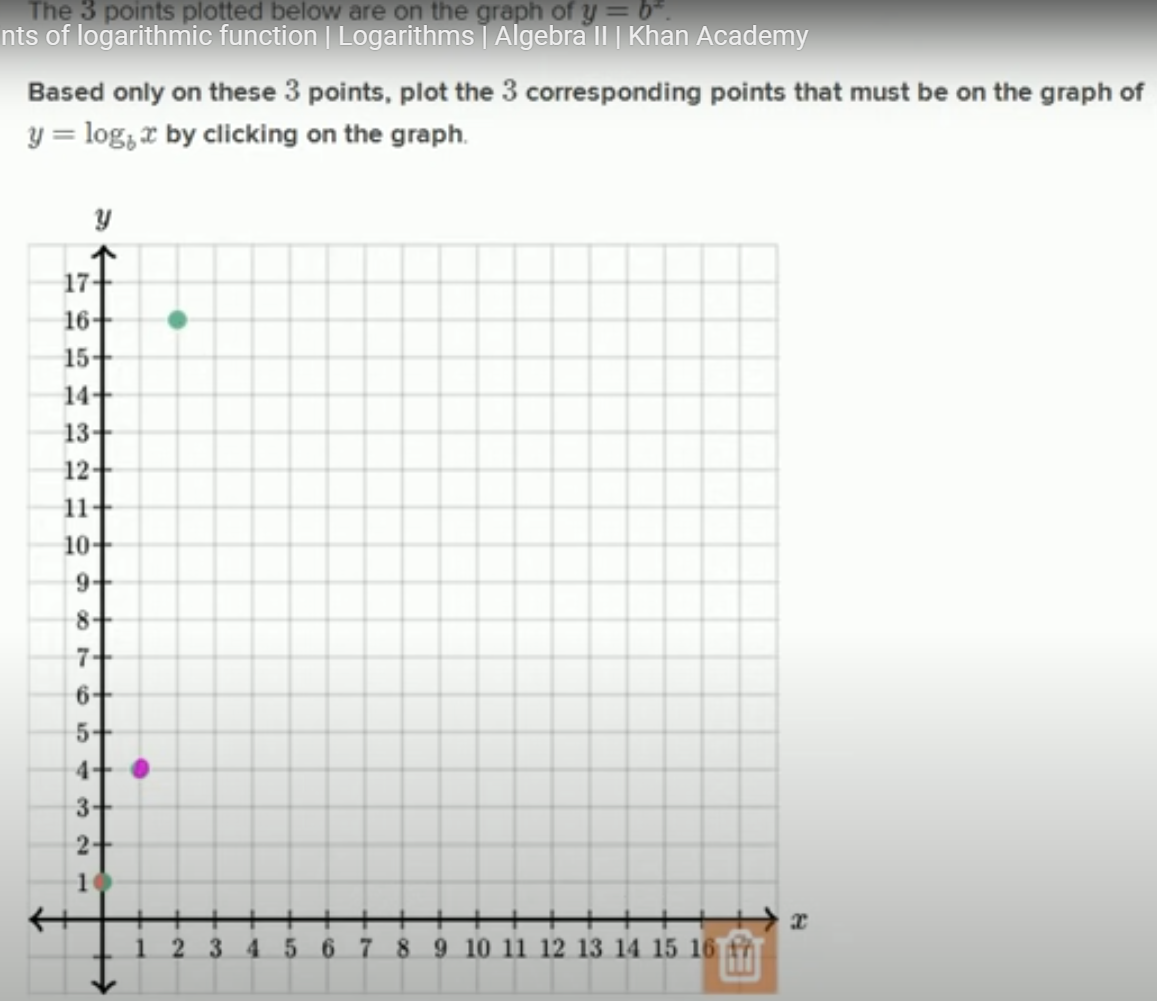 The 3 points plotted below are on the graph of y = bˣ.
nts of logarithmic function | Logarithms | Algebra II | Khan Academy
Based only on these 3 points, plot the 3 corresponding points that must be on the graph of
y = log_b x by clicking on the graph.
y
17
16
15
14
13
12
11
10
9
8
7
6
5
4
3
2
1
x
1 2 3 4 5 6 7 8 9 10 11 12 13 14 15 16 17